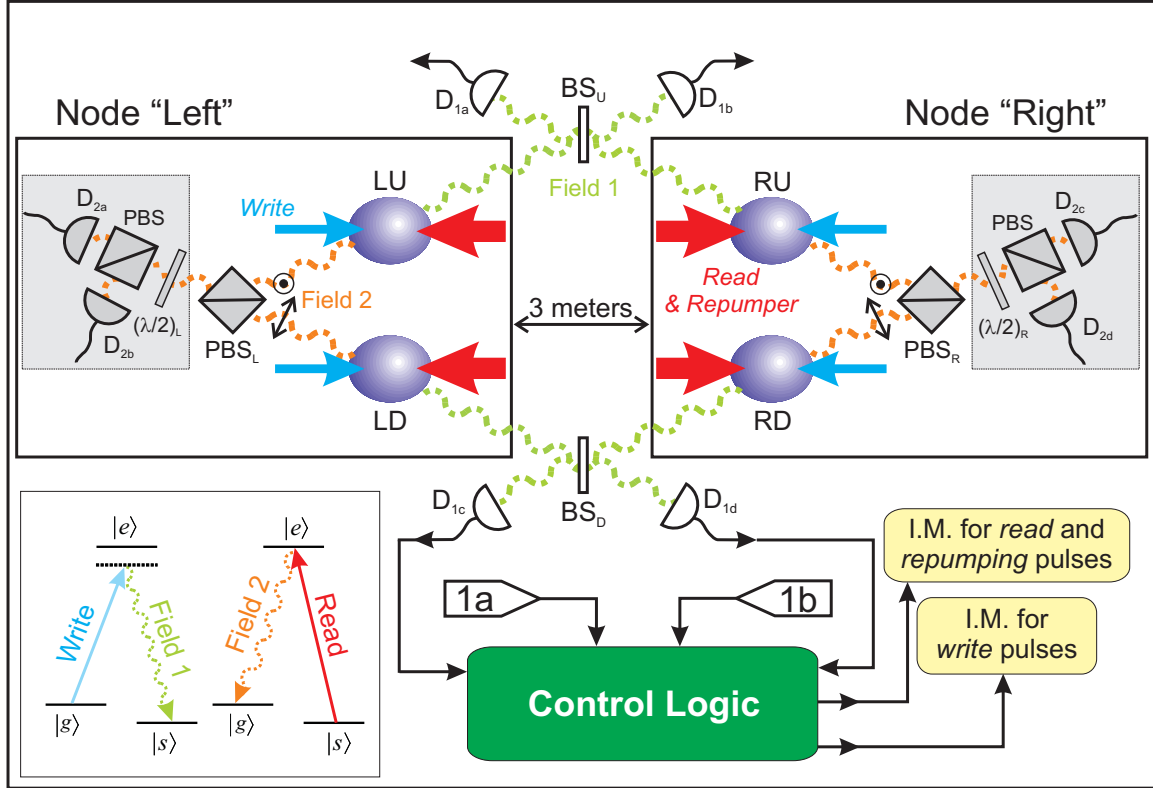 D1a
BSU
D1b
Node “Left”
Node “Right”
Field 1
LU
RU
D2a
PBS
Write
PBS
D2c
Read
& Repumper
Field 2
3 meters
(λ/2)L
D2b
PBSL
PBSR
(λ/2)R
D2d
LD
RD
D1c
BSD
D1d
I.M. for read and
repumping pulses
1a
1b
I.M. for
write pulses
Control Logic
|e⟩
|e⟩
Write
Field 1
Field 2
Read
|g⟩
|s⟩
|g⟩
|s⟩